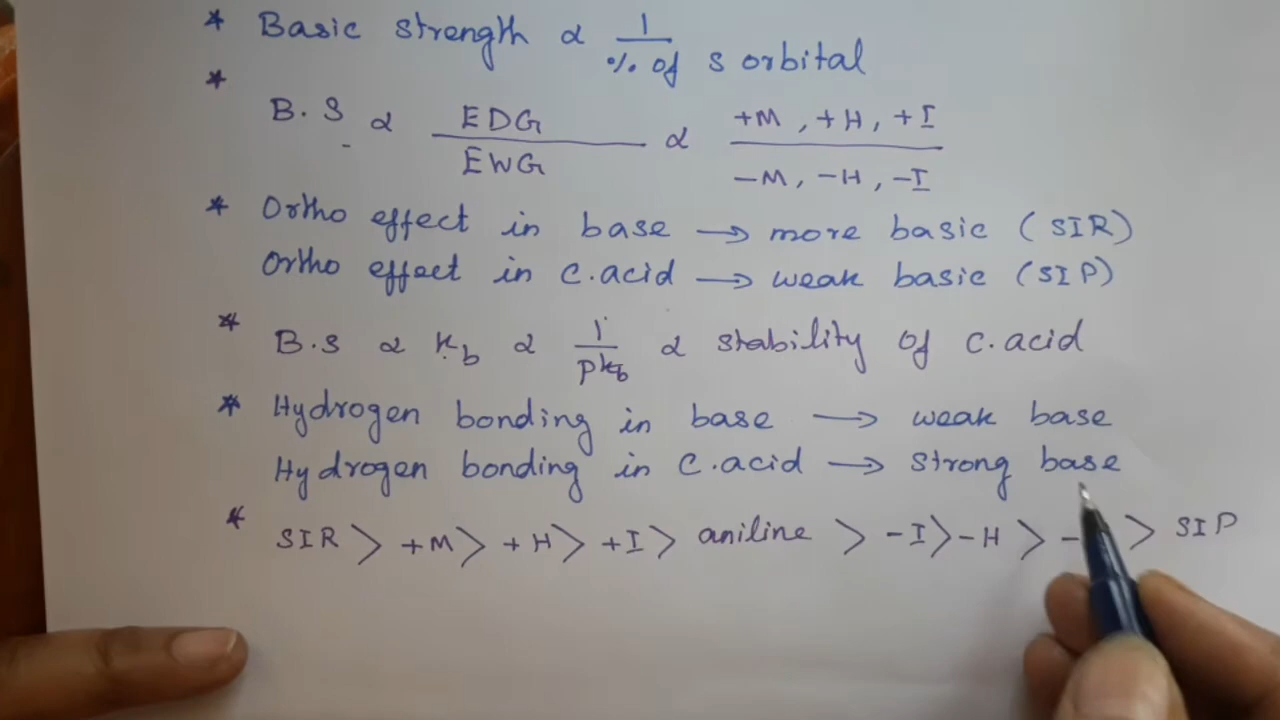 * Basic strength ∝ 1 / % of s orbital
* B.S ∝ EDG / EWG ∝ +M, +H, +I / -M, -H, -I
* Ortho effect in base → more basic (SIR)
Ortho effect in C.acid → weak basic (SIP)
* B.S ∝ Kb ∝ 1 / pkb ∝ stability of C.acid
* Hydrogen bonding in base → weak base
Hydrogen bonding in C.acid → strong base
* SIR > +M > +H > +I > aniline > -I > -H > - > SIP